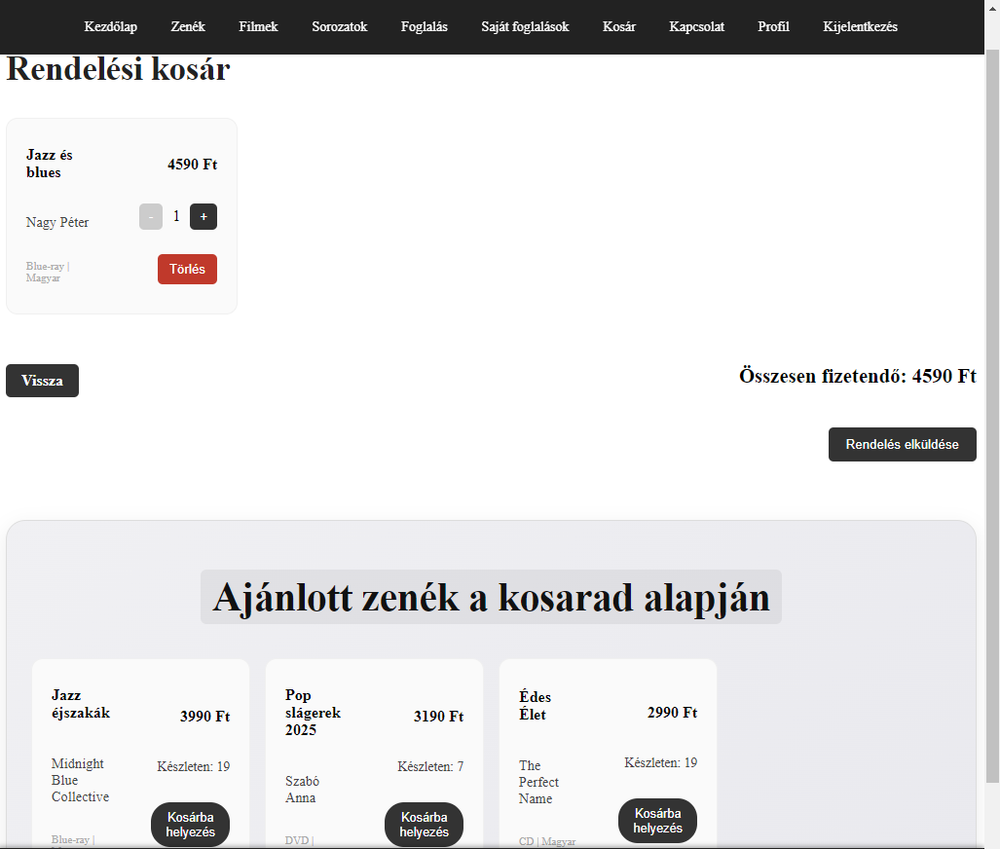 Kezdőlap Zenék Filmek Sorozatok Foglalás Saját foglalások Kosár Kapcsolat Profil Kijelentkezés
Rendelési kosár
Jazz és
blues
4590 Ft
Nagy Péter
- 1 +
Blue-ray |
Magyar
Törlés
Vissza
Összesen fizetendő: 4590 Ft
Rendelés elküldése
Ajánlott zenék a kosarad alapján
Jazz
éjszakák
3990 Ft
Midnight
Blue
Collective
Készleten: 19
Kosárba
helyezés
Blue-ray |
Pop
slágerek
2025
3190 Ft
Szabó
Anna
Készleten: 7
Kosárba
helyezés
DVD |
Édes
Élet
2990 Ft
The
Perfect
Name
Készleten: 19
Kosárba
helyezés
CD | Magyar